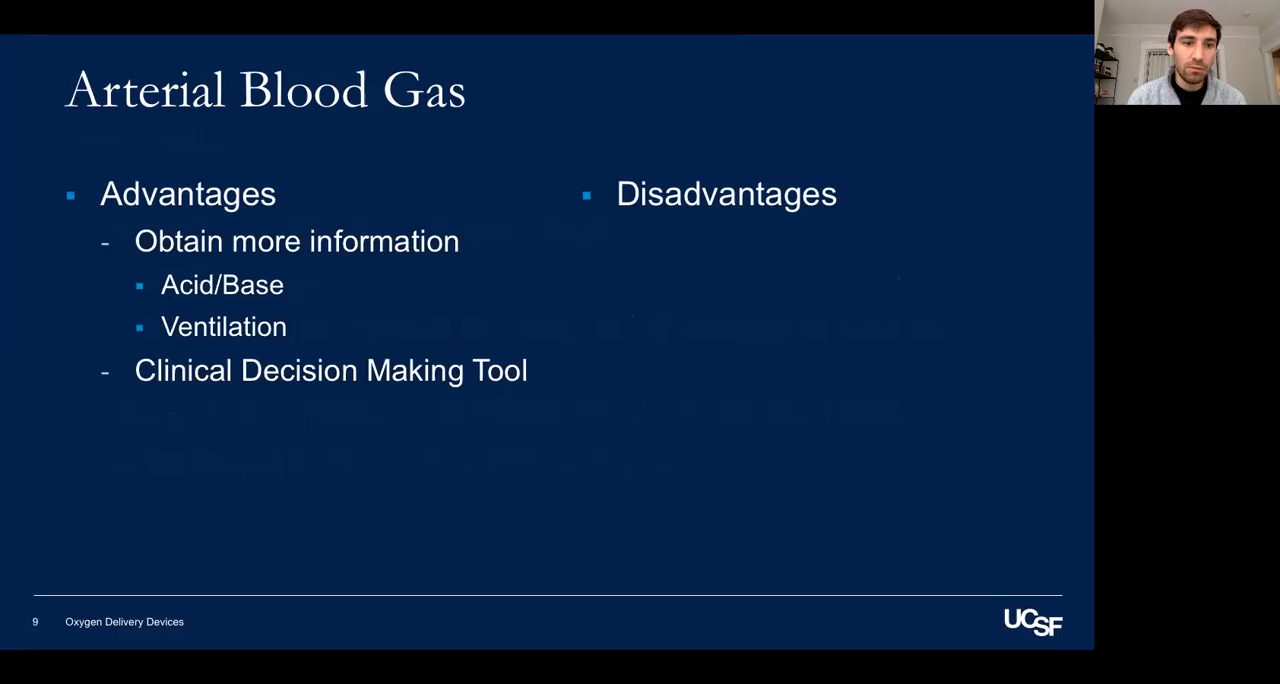 Arterial Blood Gas
▪ Advantages
- Obtain more information
▪ Acid/Base
▪ Ventilation
- Clinical Decision Making Tool
▪ Disadvantages
9 Oxygen Delivery Devices
UCSF